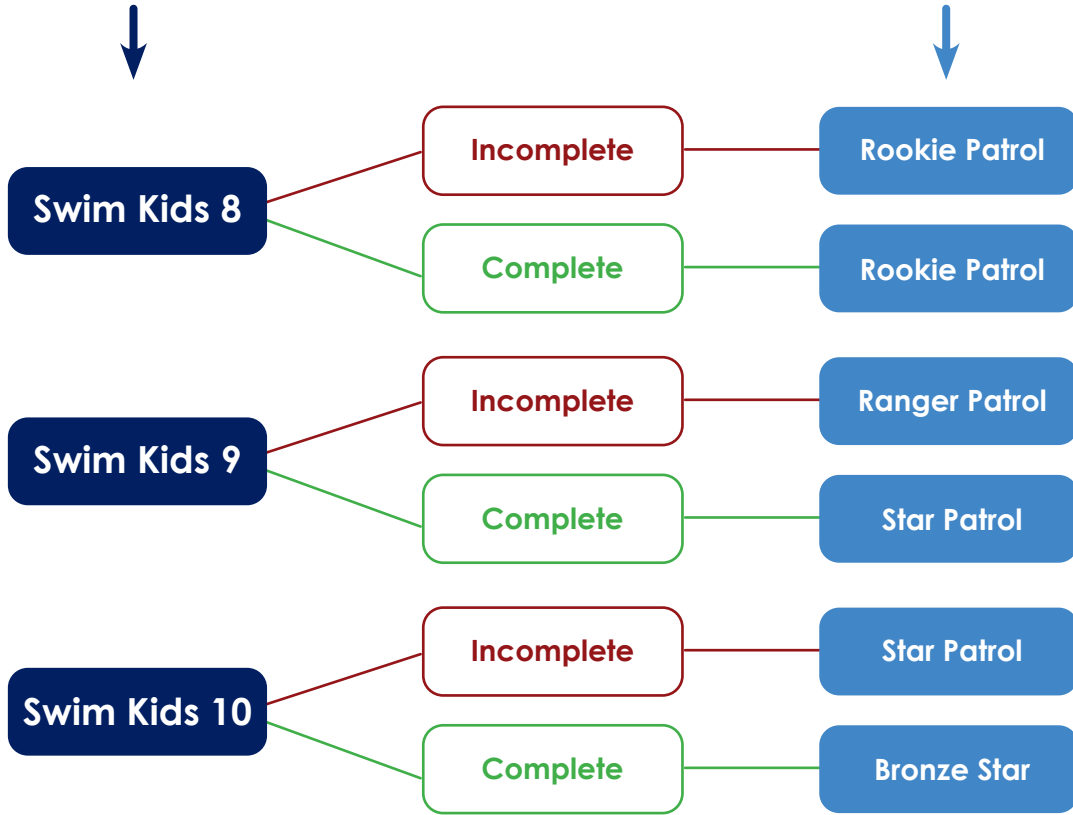 Incomplete
Rookie Patrol
Swim Kids 8
Complete
Rookie Patrol
Incomplete
Ranger Patrol
Swim Kids 9
Complete
Star Patrol
Incomplete
Star Patrol
Swim Kids 10
Complete
Bronze Star